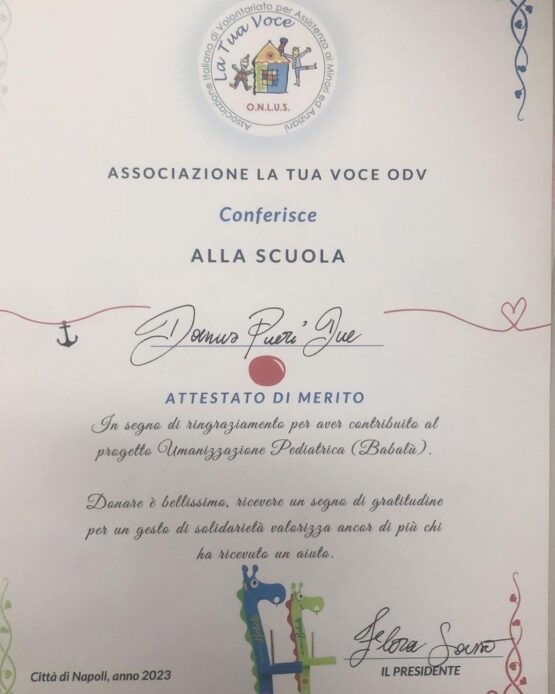 Associazione Italiana di Volontariato per Assistenza ai Minori ed Anziani
La Tua Voce
O.N.L.U.S.
ASSOCIAZIONE LA TUA VOCE ODV
Conferisce
ALLA SCUOLA
Domus Pueri Due
ATTESTATO DI MERITO
In segno di ringraziamento per aver contribuito al
progetto Umanizzazione Pediatrica (Babatà).
Donare è bellissimo, ricevere un segno di gratitudine
per un gesto di solidarietà valorizza ancor di più chi
ha ricevuto un aiuto.
Città di Napoli, anno 2023
IL PRESIDENTE